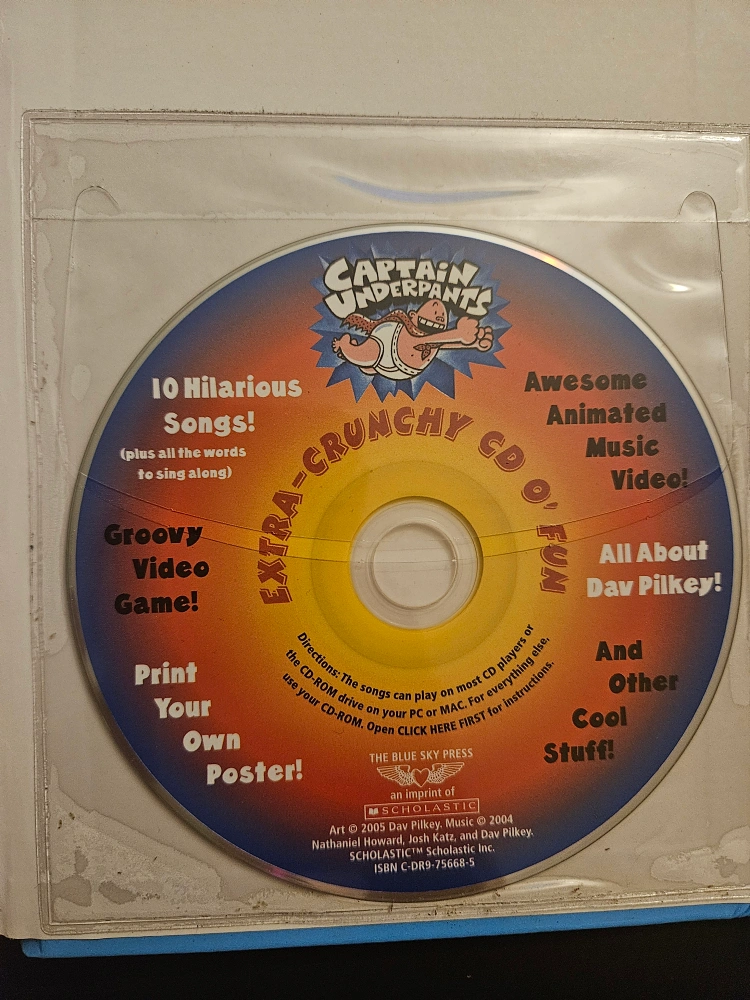 CAPTAIN
UNDERPANTS
EXTRA-CRUNCHY CD O' FUN
10 Hilarious
Songs!
(plus all the words
to sing along)
Groovy
Video
Game!
Print
Your
Own
Poster!
Awesome
Animated
Music
Video!
All About
Dav Pilkey!
And
Other
Cool
Stuff!
Directions: The songs can play on most CD players or
the CD-ROM drive on your PC or MAC. For everything else,
use your CD-ROM. Open CLICK HERE FIRST for instructions.
THE BLUE SKY PRESS
an imprint of
SCHOLASTIC
Art © 2005 Dav Pilkey. Music © 2004
Nathaniel Howard, Josh Katz, and Dav Pilkey.
SCHOLASTIC™ Scholastic Inc.
ISBN C-DR9-75668-5